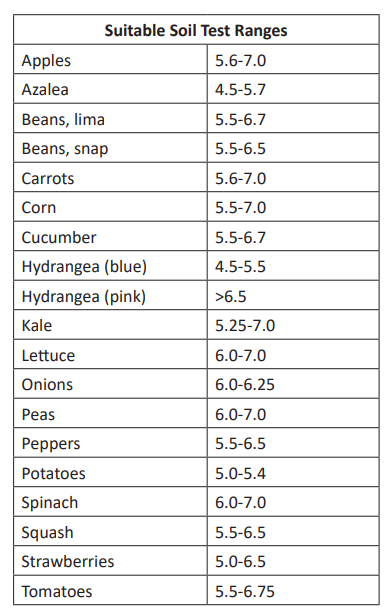 Suitable Soil Test Ranges
Apples 5.6-7.0
Azalea 4.5-5.7
Beans, lima 5.5-6.7
Beans, snap 5.5-6.5
Carrots 5.6-7.0
Corn 5.5-7.0
Cucumber 5.5-6.7
Hydrangea (blue) 4.5-5.5
Hydrangea (pink) >6.5
Kale 5.25-7.0
Lettuce 6.0-7.0
Onions 6.0-6.25
Peas 6.0-7.0
Peppers 5.5-6.5
Potatoes 5.0-5.4
Spinach 6.0-7.0
Squash 5.5-6.5
Strawberries 5.0-6.5
Tomatoes 5.5-6.75